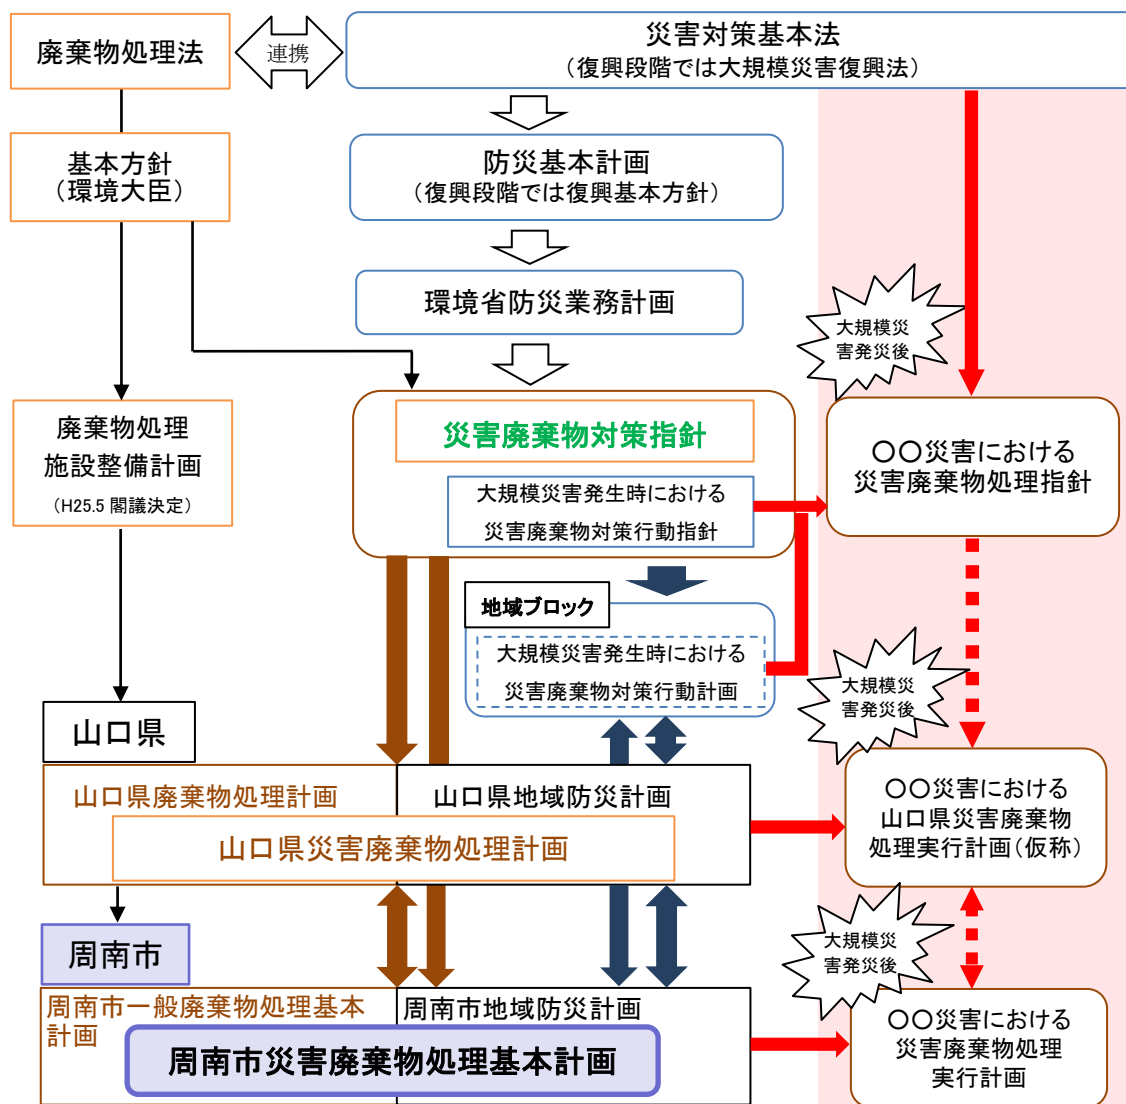 廃棄物処理法
連携
災害対策基本法
(復興段階では大規模災害復興法)
基本方針
(環境大臣)
防災基本計画
(復興段階では復興基本方針)
環境省防災業務計画
大規模災
害発災後
廃棄物処理
施設整備計画
(H25.5 閣議決定)
災害廃棄物対策指針
大規模災害発生時における
災害廃棄物対策行動指針
〇〇災害における
災害廃棄物処理指針
地域ブロック
大規模災害発生時における
災害廃棄物対策行動計画
大規模災
害発災後
山口県
山口県廃棄物処理計画
山口県地域防災計画
山口県災害廃棄物処理計画
〇〇災害における
山口県災害廃棄物
処理実行計画(仮称)
大規模災
害発災後
周南市
周南市一般廃棄物処理基本
計画
周南市地域防災計画
周南市災害廃棄物処理基本計画
〇〇災害における
災害廃棄物処理
実行計画